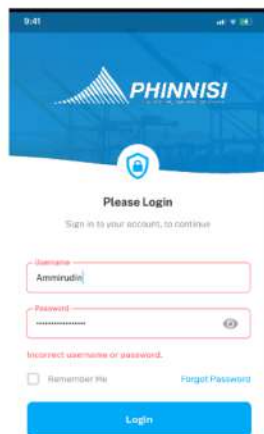 9:41
PHINNISI
Please Login
Sign in to your account, to continue
Username
Ammirudin
Password
Incorrect username or password.
Remember Me
Forgot Password
Login